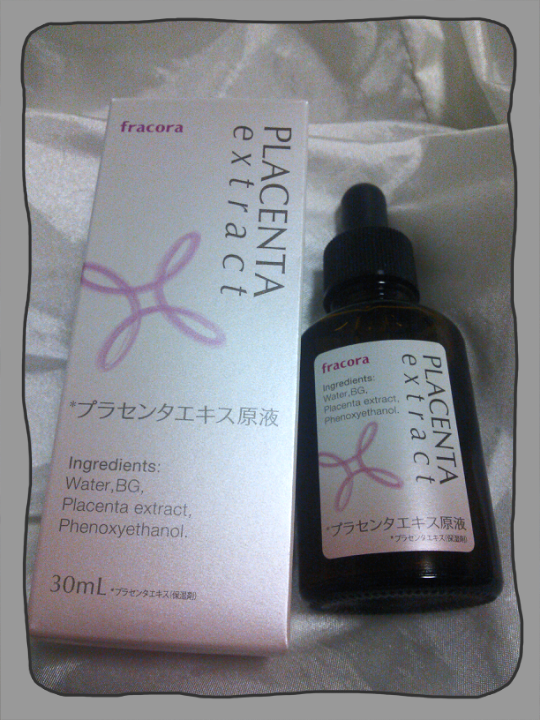 fracora
PLACENTA
extract
*プラセンタエキス原液
Ingredients:
Water,BG,
Placenta extract,
Phenoxyethanol.
30mL *プラセンタエキス(保湿剤)
fracora
Ingredients:
Water,BG,
Placenta extract,
Phenoxyethanol.
PLACENTA
extract
*プラセンタエキス原液
*プラセンタエキス(保湿剤)